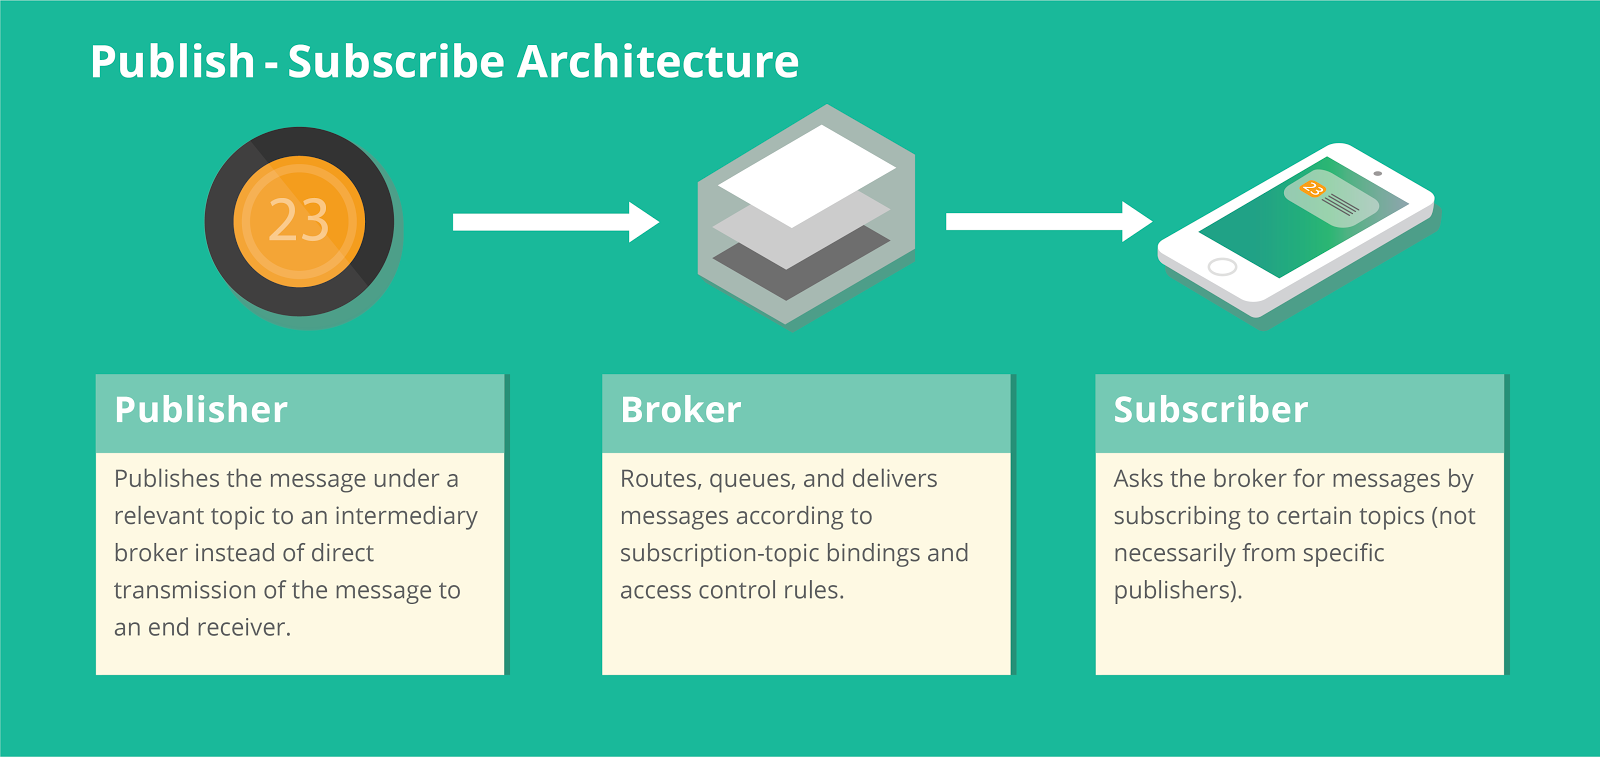 Publish - Subscribe Architecture
23
23
Publisher
Publishes the message under a
relevant topic to an intermediary
broker instead of direct
transmission of the message to
an end receiver.
Broker
Routes, queues, and delivers
messages according to
subscription-topic bindings and
access control rules.
Subscriber
Asks the broker for messages by
subscribing to certain topics (not
necessarily from specific
publishers).